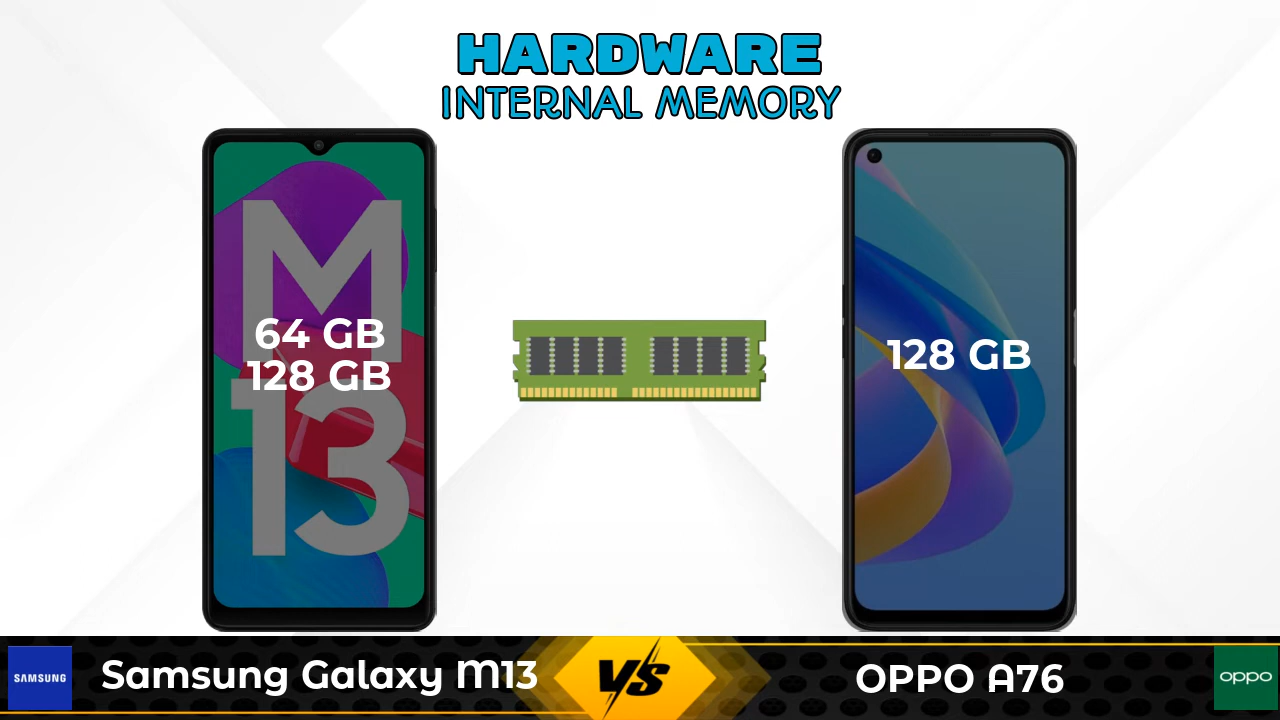 HARDWARE
INTERNAL MEMORY
M
13
64 GB
128 GB
128 GB
SAMSUNG
Samsung Galaxy M13
VS
OPPO A76
oppo